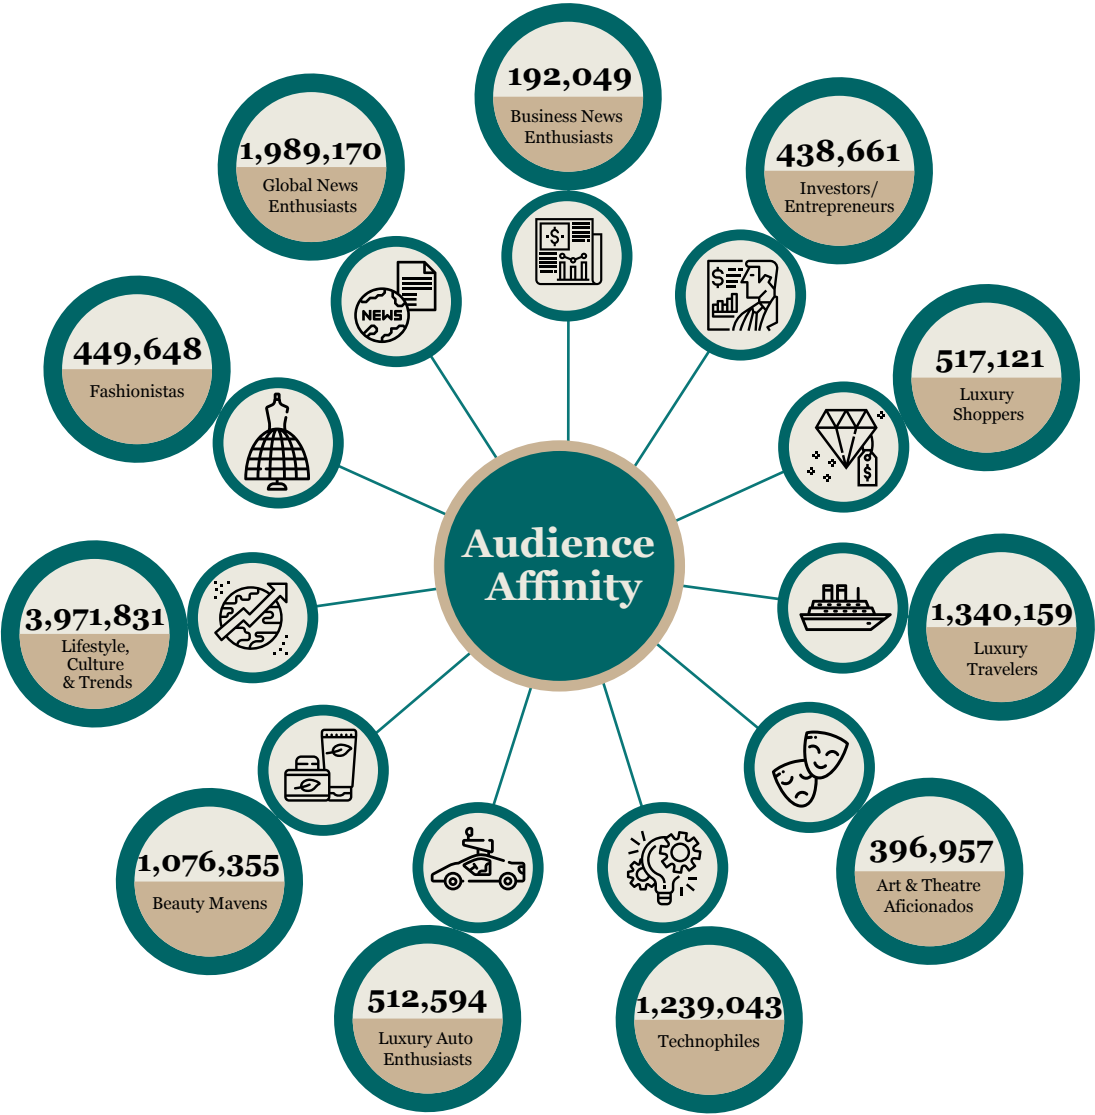 192,049
Business News
Enthusiasts
$
438,661
Investors/
Entrepreneurs
$
517,121
Luxury
Shoppers
$
1,340,159
Luxury
Travelers
396,957
Art & Theatre
Aficionados
1,239,043
Technophiles
512,594
Luxury Auto
Enthusiasts
1,076,355
Beauty Mavens
3,971,831
Lifestyle,
Culture
& Trends
449,648
Fashionistas
1,989,170
Global News
Enthusiasts
NEWS
Audience
Affinity